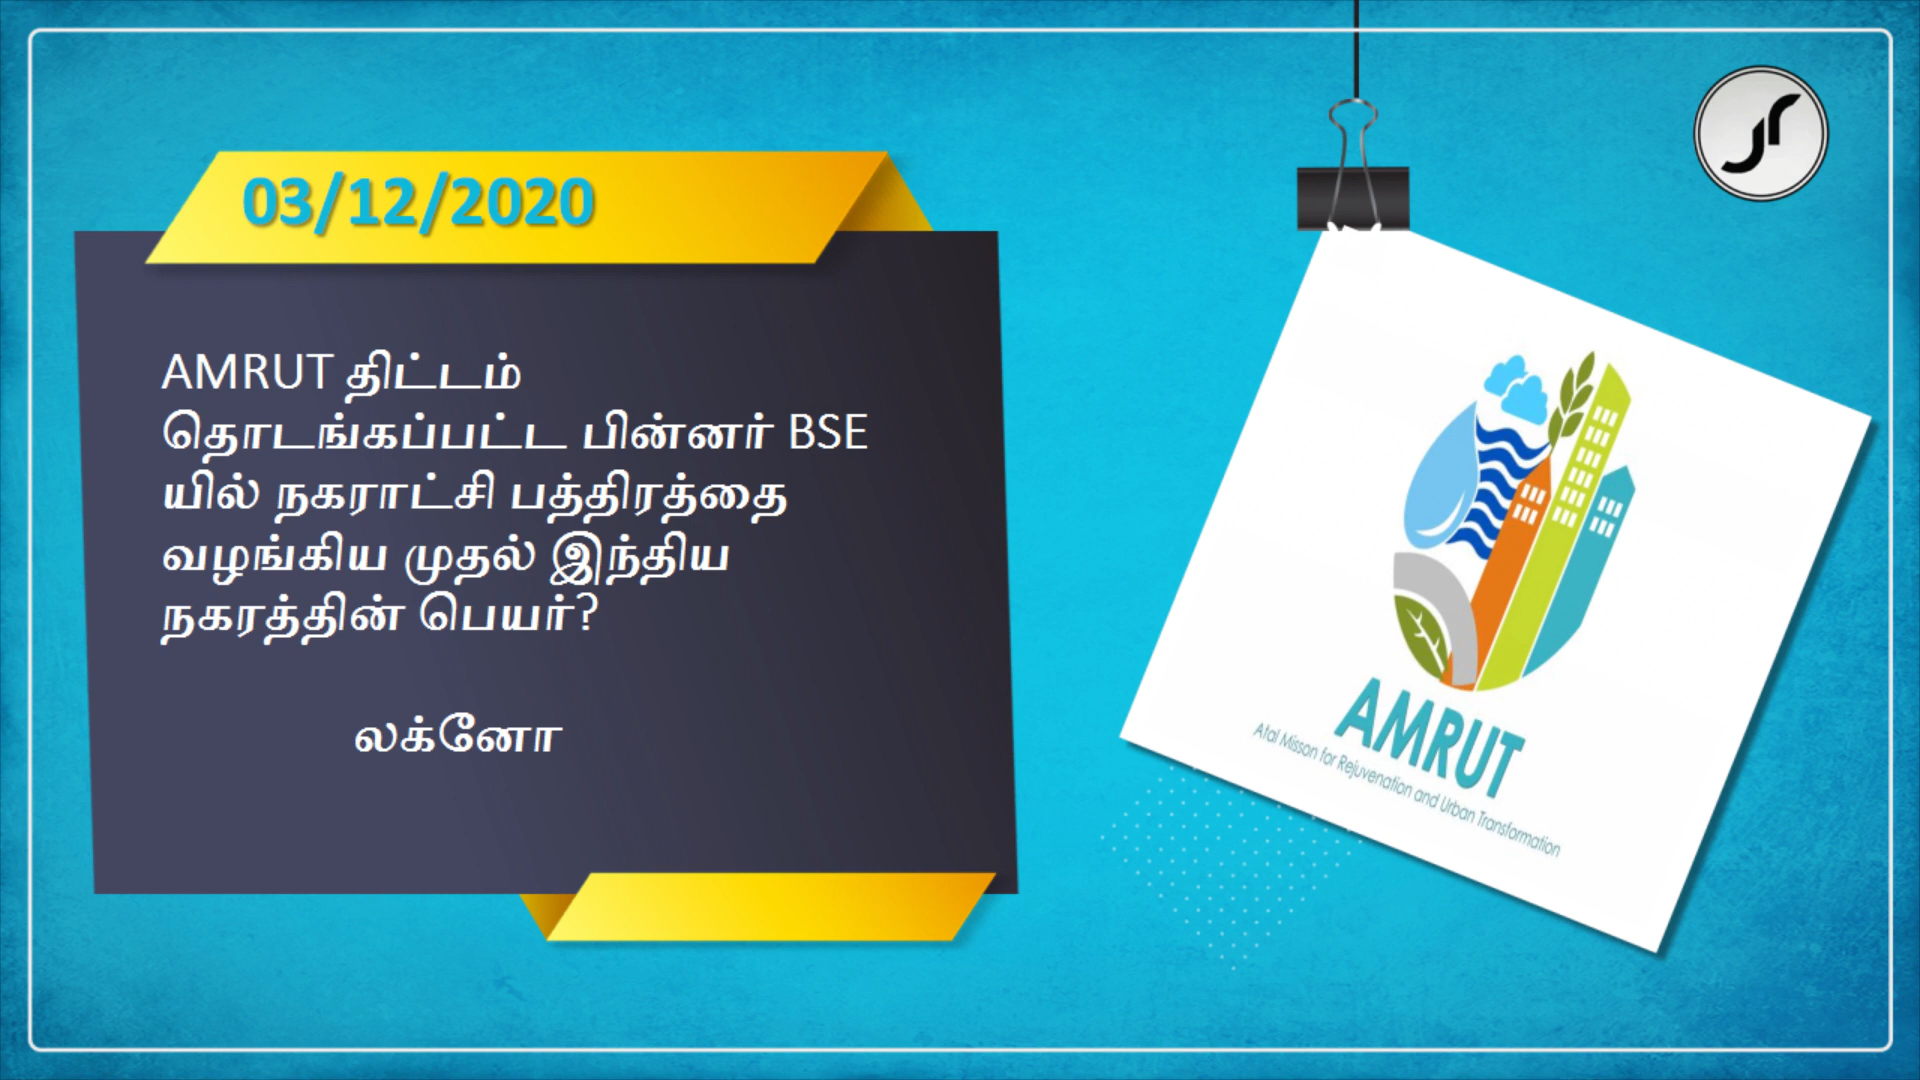 03/12/2020
AMRUT திட்டம்
தொடங்கப்பட்ட பின்னர் BSE
யில் நகராட்சி பத்திரத்தை
வழங்கிய முதல் இந்திய
நகரத்தின் பெயர்?
லக்னோ
AMRUT
Atal Misson for Rejuvenation and Urban Transformation